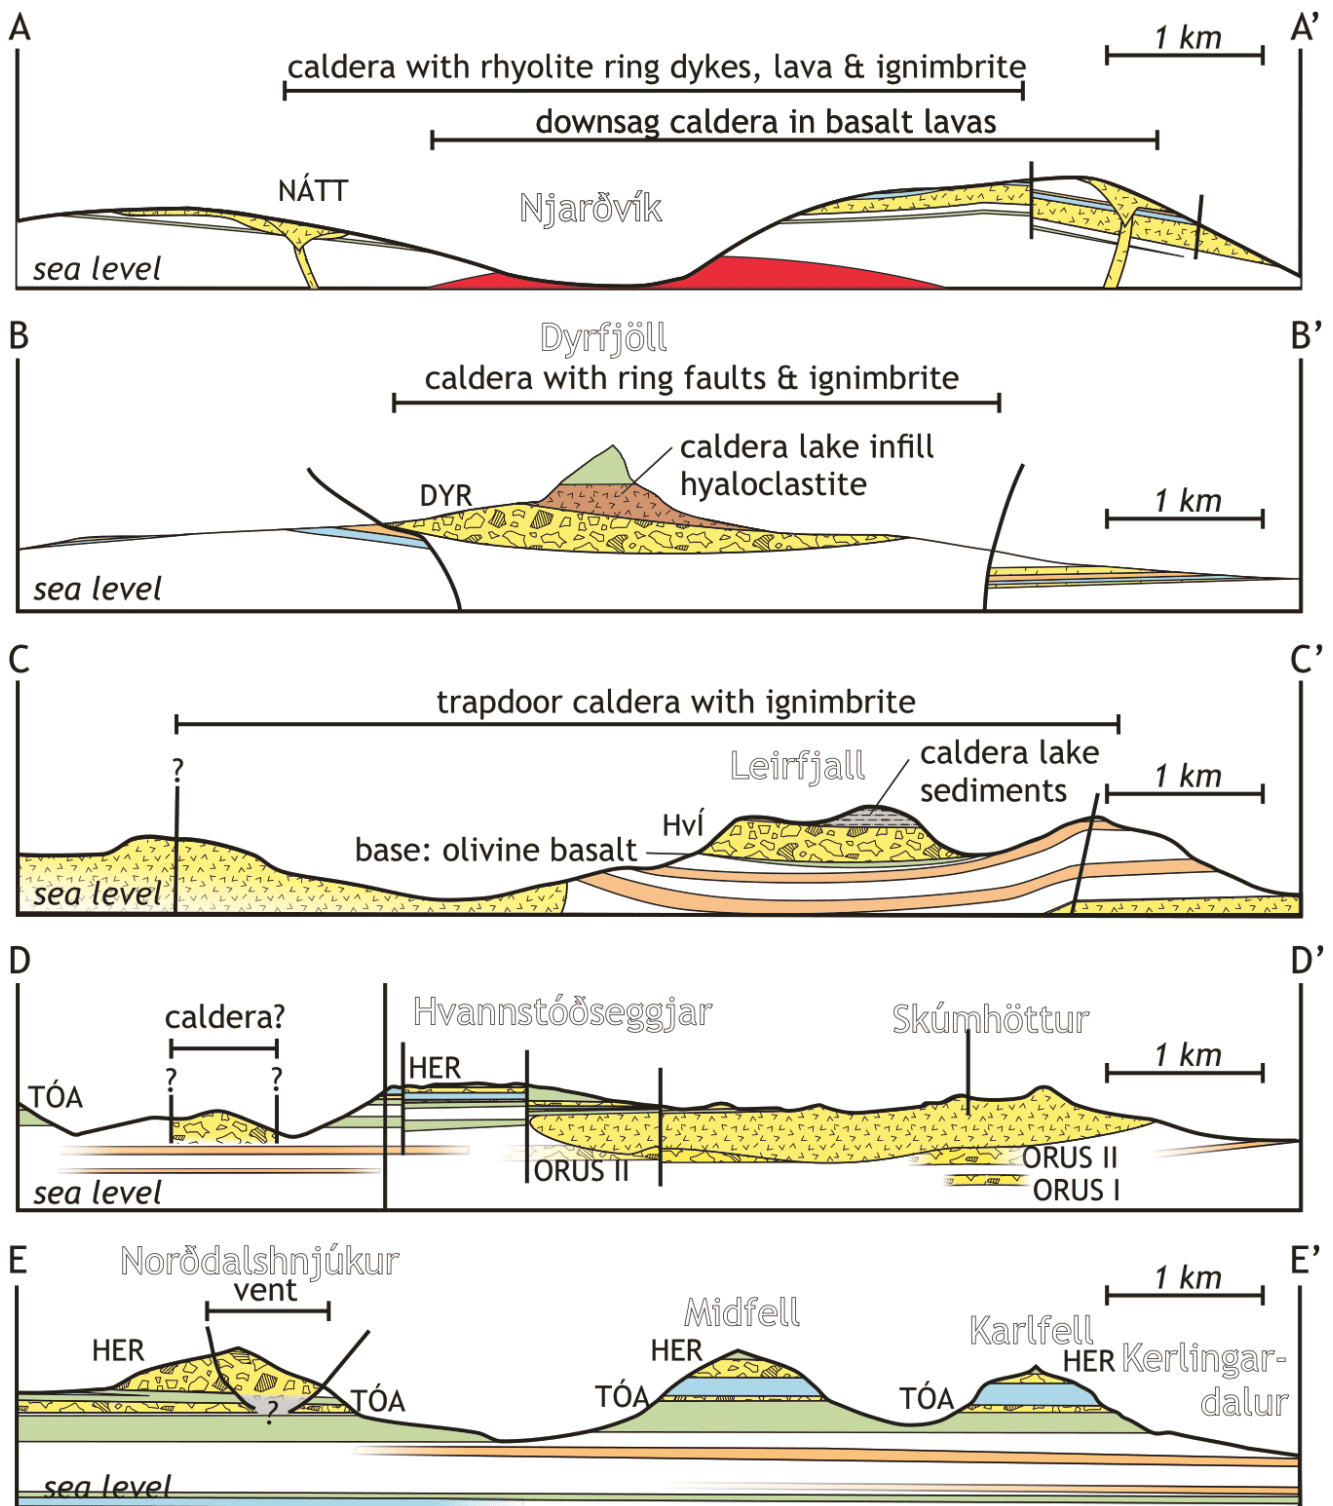 A
A’
1 km
caldera with rhyolite ring dykes, lava & ignimbrite
downsag caldera in basalt lavas
NÁTT
Njarðvík
sea level
B
B’
Dyrfjöll
caldera with ring faults & ignimbrite
caldera lake infill
hyaloclastite
DYR
1 km
sea level
C
C’
trapdoor caldera with ignimbrite
Leirfjall
caldera lake
sediments
1 km
?
HvÍ
base: olivine basalt
sea level
D
D’
Hvannstóðseggjar
Skúmhöttur
caldera?
1 km
? ?
HER
TÓA
ORUS II
ORUS II
ORUS I
sea level
E
E’
Norðdalshnjúkur
vent
1 km
Midfell
Karlfell
HER
HER
HER
Kerlingar-
dalur
TÓA
TÓA
TÓA
?
sea level